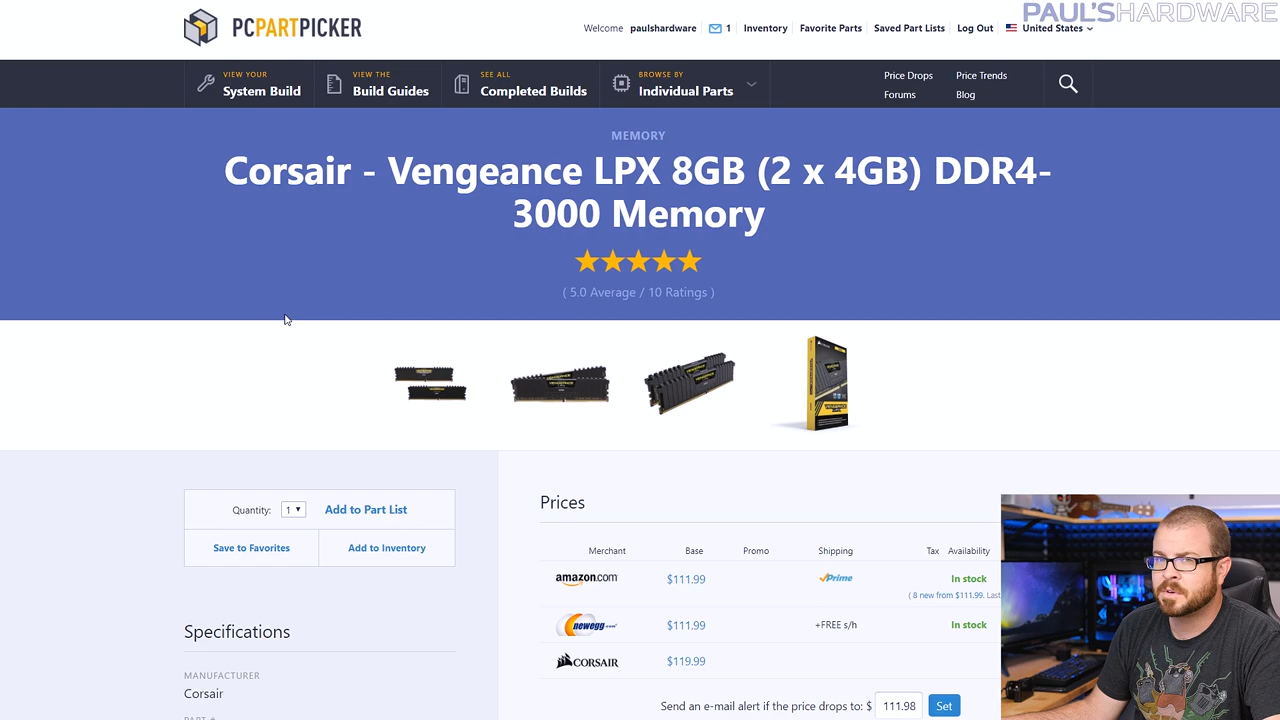 PAUL'SHARDWARE
PCPARTPICKER
Welcome paulshardware 1 Inventory Favorite Parts Saved Part Lists Log Out United States
VIEW YOUR
System Build
VIEW THE
Build Guides
SEE ALL
Completed Builds
BROWSE BY
Individual Parts
Price Drops Price Trends
Forums Blog
MEMORY
Corsair - Vengeance LPX 8GB (2 x 4GB) DDR4-
3000 Memory
( 5.0 Average / 10 Ratings )
Quantity: 1 Add to Part List
Save to Favorites Add to Inventory
Specifications
MANUFACTURER
Corsair
PART #
Prices
Merchant Base Promo Shipping Tax Availability
amazon.com $111.99 Prime In stock
( 8 new from $111.99. Last
newegg.com $111.99 +FREE s/h In stock
CORSAIR $119.99
Send an e-mail alert if the price drops to: $ 111.98 Set